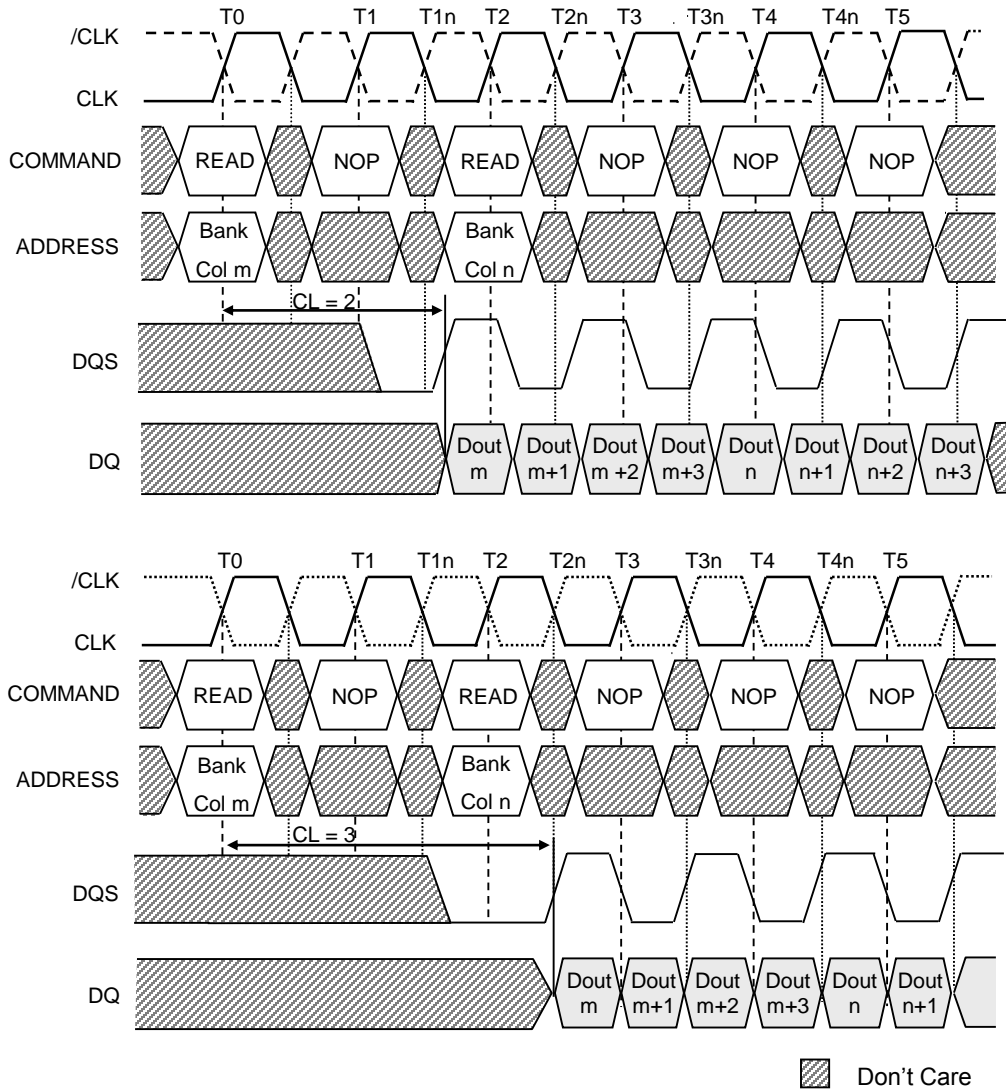 T0 T1 T1n T2 T2n T3 T3n T4 T4n T5
/CLK
CLK
COMMAND READ NOP READ NOP NOP NOP
ADDRESS Bank Col m Bank Col n
CL = 2
DQS
DQ Dout m Dout m+1 Dout m +2 Dout m+3 Dout n Dout n+1 Dout n+2 Dout n+3
T0 T1 T1n T2 T2n T3 T3n T4 T4n T5
/CLK
CLK
COMMAND READ NOP READ NOP NOP NOP
ADDRESS Bank Col m Bank Col n
CL = 3
DQS
DQ Dout m Dout m+1 Dout m+2 Dout m+3 Dout n Dout n+1
Don't Care